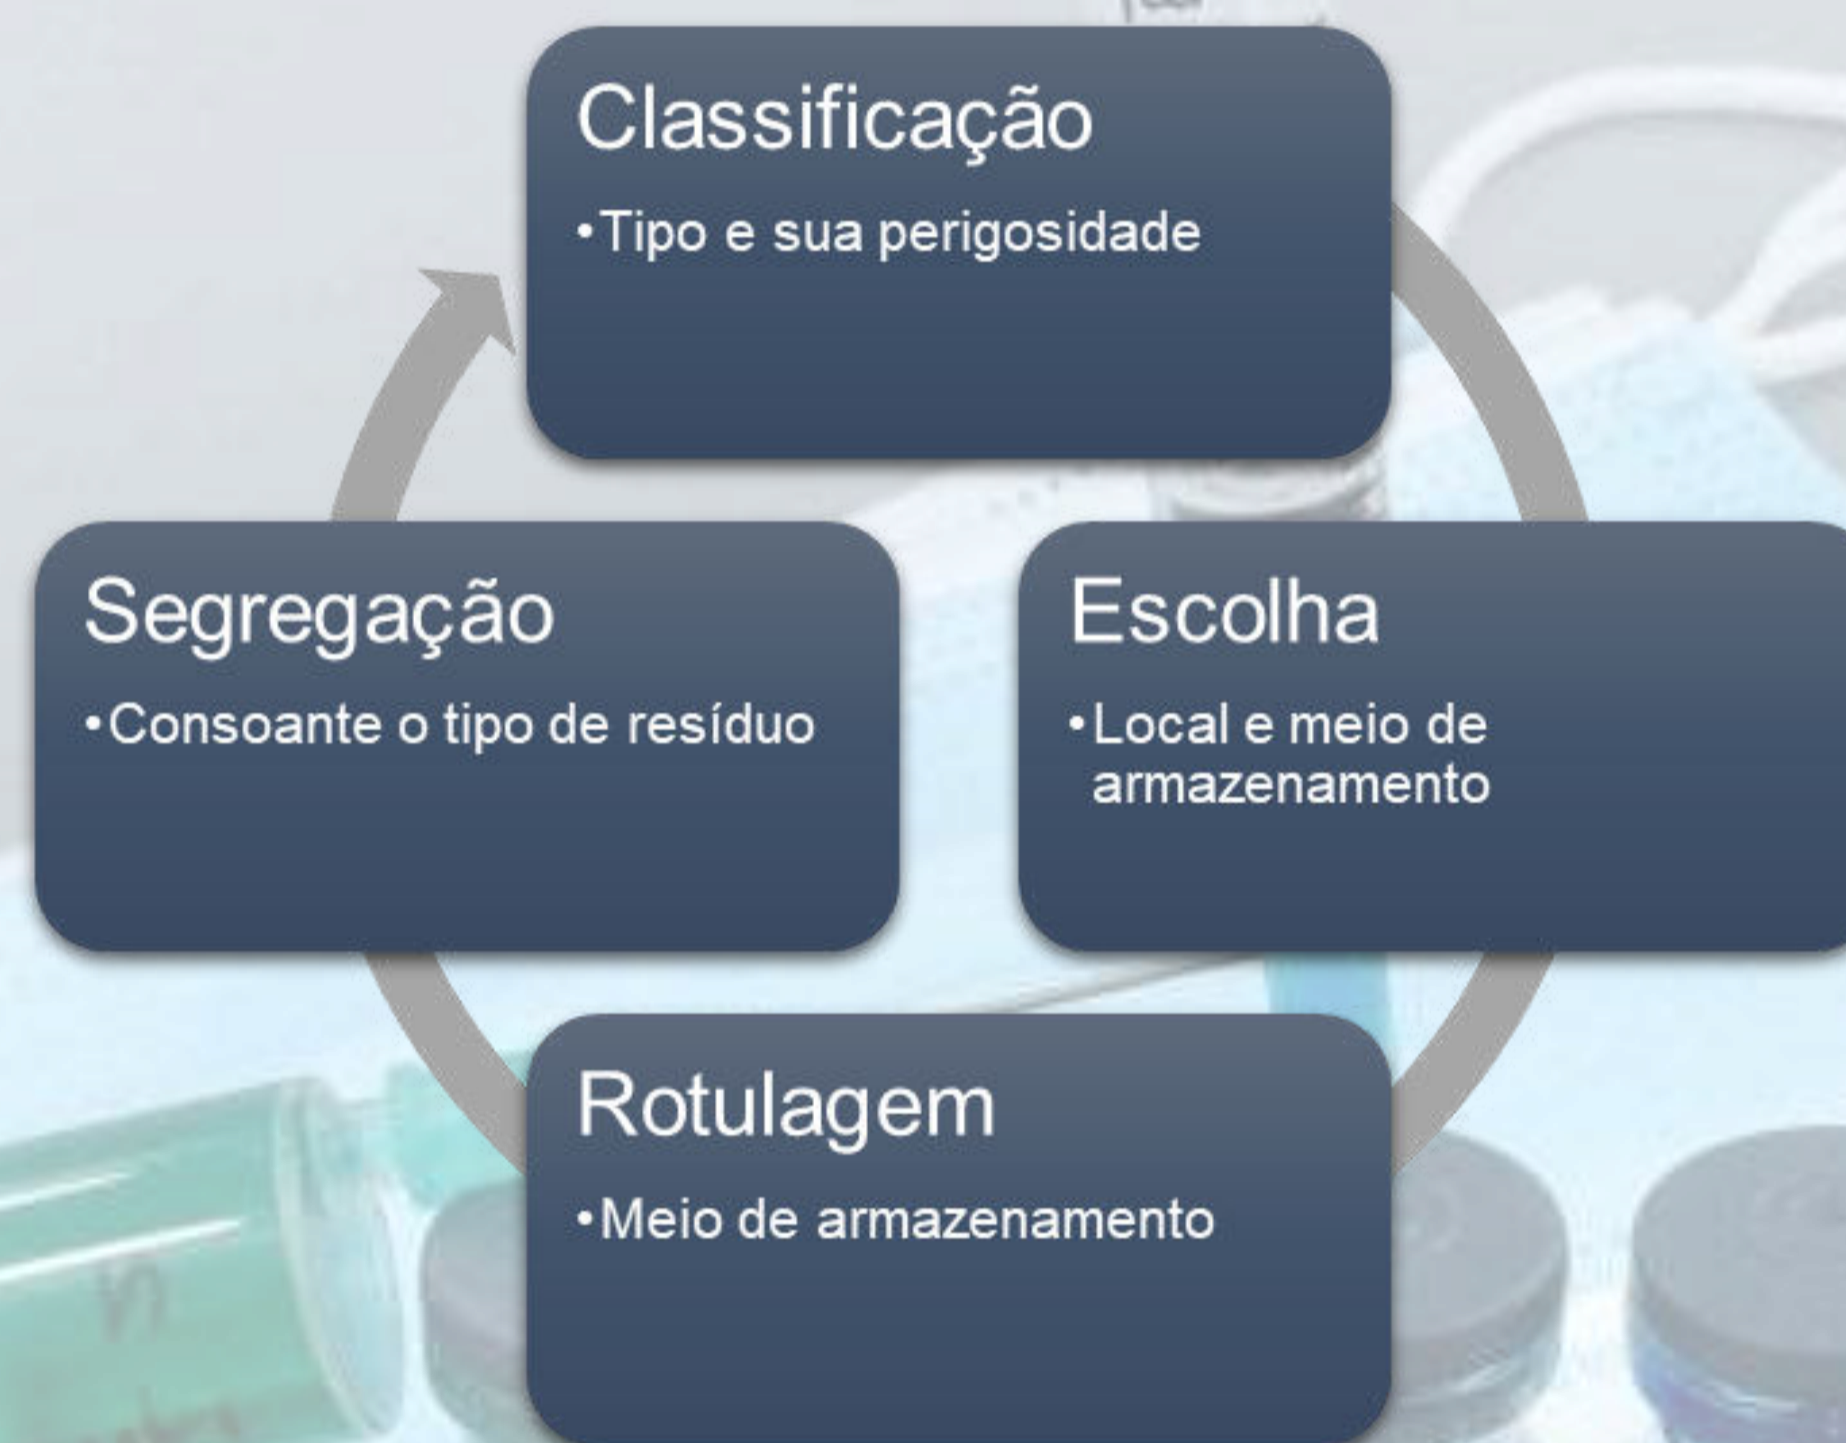 Classificação
•Tipo e sua perigosidade
Segregação
•Consoante o tipo de resíduo
Escolha
•Local e meio de
armazenamento
Rotulagem
•Meio de armazenamento